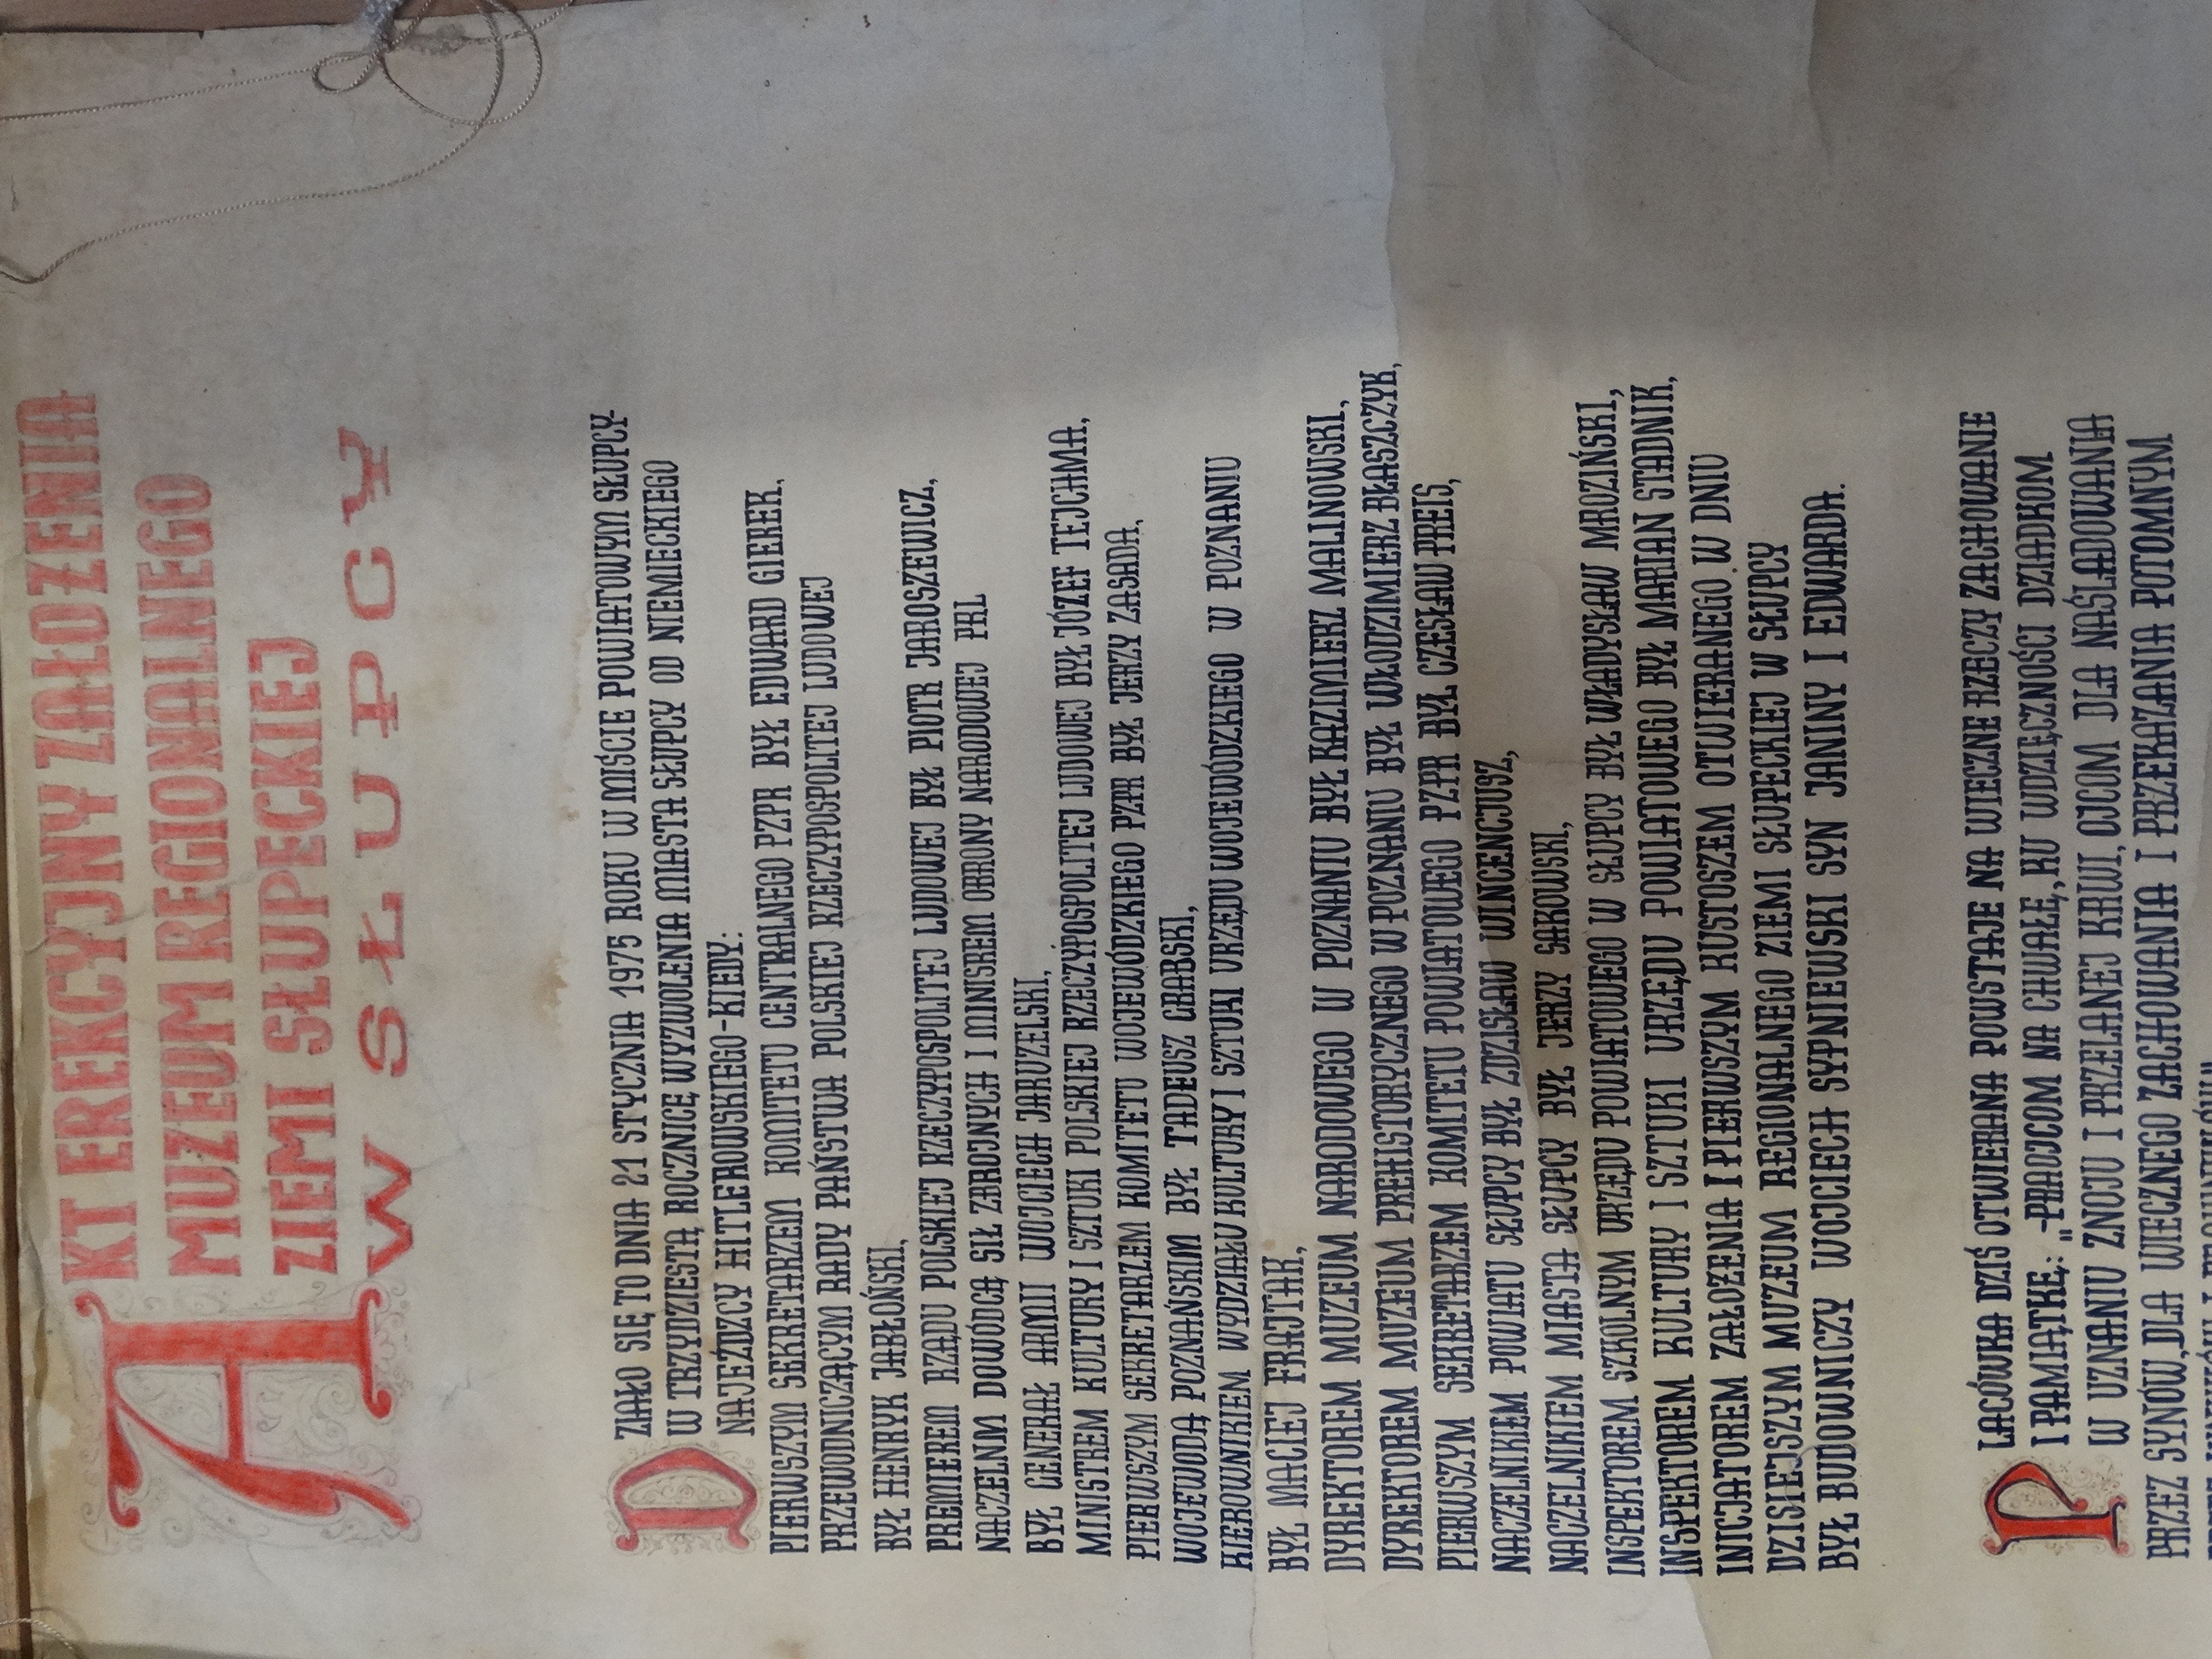 AKT EREKCYJNY ZAŁOŻENIA
MUZEUM REGIONALNEGO
ZIEMI SŁUPECKIEJ
W SŁUPCY
DZIAŁO SIĘ TO DNIA 21 STYCZNIA 1975 ROKU W MIEŚCIE POWIATOWYM SŁUPCY-
W TRZYDZIESTĄ ROCZNICĘ WYZWOLENIA MIASTA SŁUPCY OD NIEMIECKIEGO
NAJEŹDZCY HITLEROWSKIEGO-KIEDY:
PIERWSZYM SEKRETARZEM KOMITETU CENTRALNEGO PZPR BYŁ EDWARD GIEREK,
PRZEWODNICZĄCYM RADY PAŃSTWA POLSKIEJ RZECZYPOSPOLITEJ LUDOWEJ
BYŁ HENRYK JABŁOŃSKI,
PREMIEREM RZĄDU POLSKIEJ RZECZYPOSPOLITEJ LUDOWEJ BYŁ PIOTR JAROSZEWICZ,
NACZELNM DOWÓDCĄ SIŁ ZBROJNYCH I MINISREM OBRONY NARODOWEJ PRL
BYŁ GENERAŁ ARMII WOJCIECH JARUZELSKI,
MINISTREM KULTURY I SZTUKI POLSKIEJ RZECZYPOSPOLITEJ LUDOWEJ BYŁ JÓZEF TEJCHMA,
PIERWSZYM SEKRETARZEM KOMITETU WOJEWÓDZKIEGO PZPR BYŁ JERZY ZASADA,
WOJEWODĄ POZNAŃSKIM BYŁ TADEUSZ GRABSKI,
KIEROWNIKIEM WYDZIAŁU KULTURY I SZTUKI URZĘDU WOJEWÓDZKIEGO W POZNANIU
BYŁ MACIEJ FRAJTAK,
DYREKTOREM MUZEUM NARODOWEGO W POZNANIU BYŁ KAZIMIERZ MALINOWSKI,
DYREKTOREM MUZEUM PREHISTORYCZNEGO W POZNANIU BYŁ WŁODZIMIERZ BŁASZCZYK,
PIERWSZYM SEKRETARZEM KOMITETU POWIATOWEGO PZPR BYŁ CZESŁAW PREIS,
NACZELNIKIEM POWIATU SŁUPCY BYŁ ZDZISŁAW WINCENCJUSZ,
NACZELNIKIEM MIASTA SŁUPCY BYŁ JERZY SAKOWSKI,
INSPEKTOREM SZKOLNYM URZĘDU POWIATOWEGO W SŁUPCY BYŁ WŁADYSŁAW MROZIŃSKI,
INSPEKTOREM KULTURY I SZTUKI URZĘDU POWIATOWEGO BYŁ MARIAN STADNIK,
INICJATOREM ZAŁOŻENIA I PIERWSZYM KUSTOSZEM OTWIERANEGO W DNIU
DZISIEJSZYM MUZEUM REGIONALNEGO ZIEMI SŁUPECKIEJ W SŁUPCY
BYŁ BUDOWNICZY WOJCIECH SYPNIEWSKI SYN JANINY I EDWARDA.
PLACÓWKA DZIŚ OTWIERANA POWSTAJE NA WIECZNE RZECZY ZACHOWANIE
I PAMIĄTKĘ: „-PRAOJCOM NA CHWAŁĘ, KU WDZIĘCZNOŚCI DZIADKOM
W UZNANIU ZNOJU I PRZELANEJ KRWI, OJCOM DLA NAŚLADOWANIA
PRZEZ SYNÓW, DLA WIECZNEGO ZACHOWANIA I PRZEKAZANIA POTOMNYM